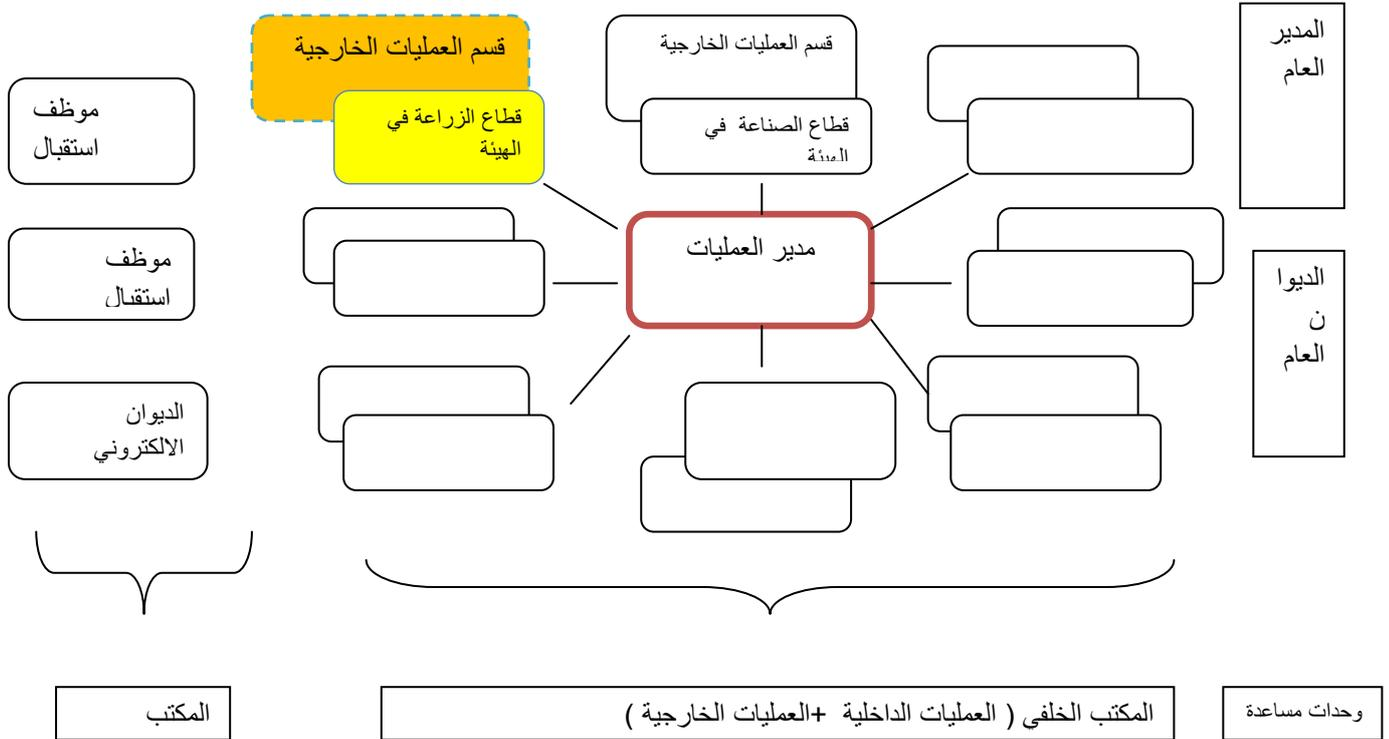 المدير
العام
قسم العمليات الخارجية
قسم العمليات الخارجية
موظف
استقبال
قطاع الصناعة في
الهيئة
قطاع الزراعة في
الهيئة
مدير العمليات
موظف
استقبال
الديوا
ن
العام
الديوان
الالكتروني
وحدات مساعدة
المكتب الخلفي ( العمليات الداخلية +العمليات الخارجية )
المكتب